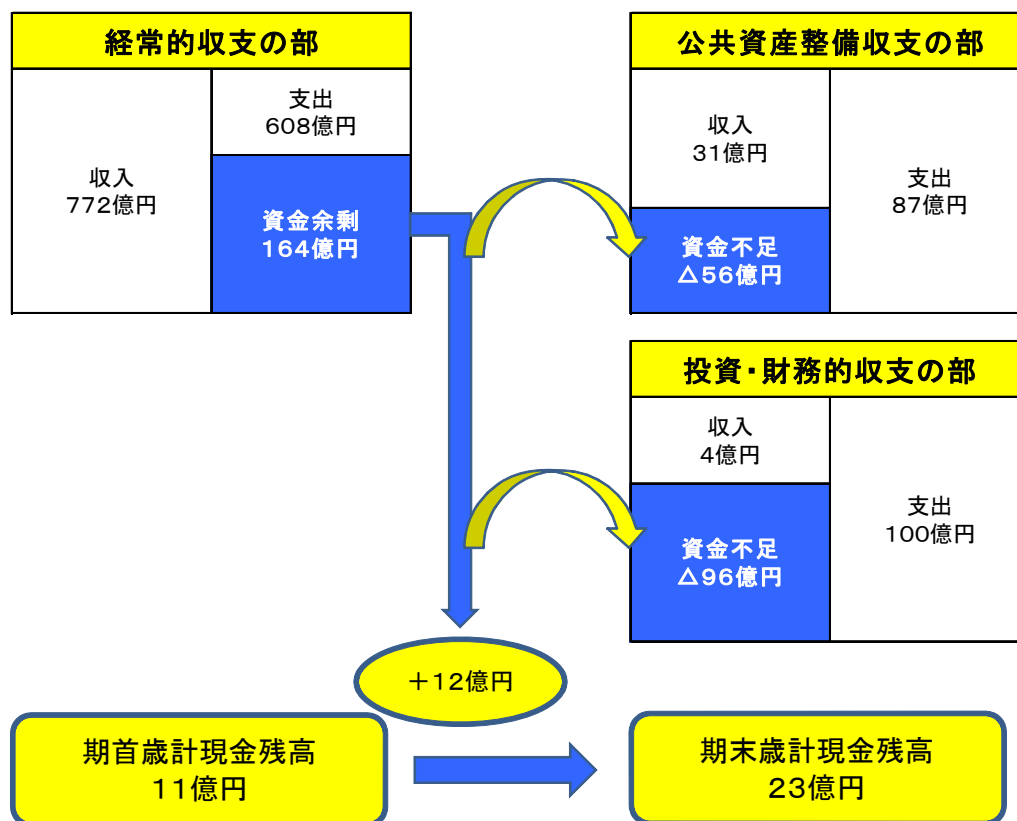 経常的収支の部
収入
772億円
支出
608億円
資金余剰
164億円
公共資産整備収支の部
収入
31億円
資金不足
△56億円
支出
87億円
投資・財務的収支の部
収入
4億円
資金不足
△96億円
支出
100億円
＋12億円
期首歳計現金残高
11億円
期末歳計現金残高
23億円